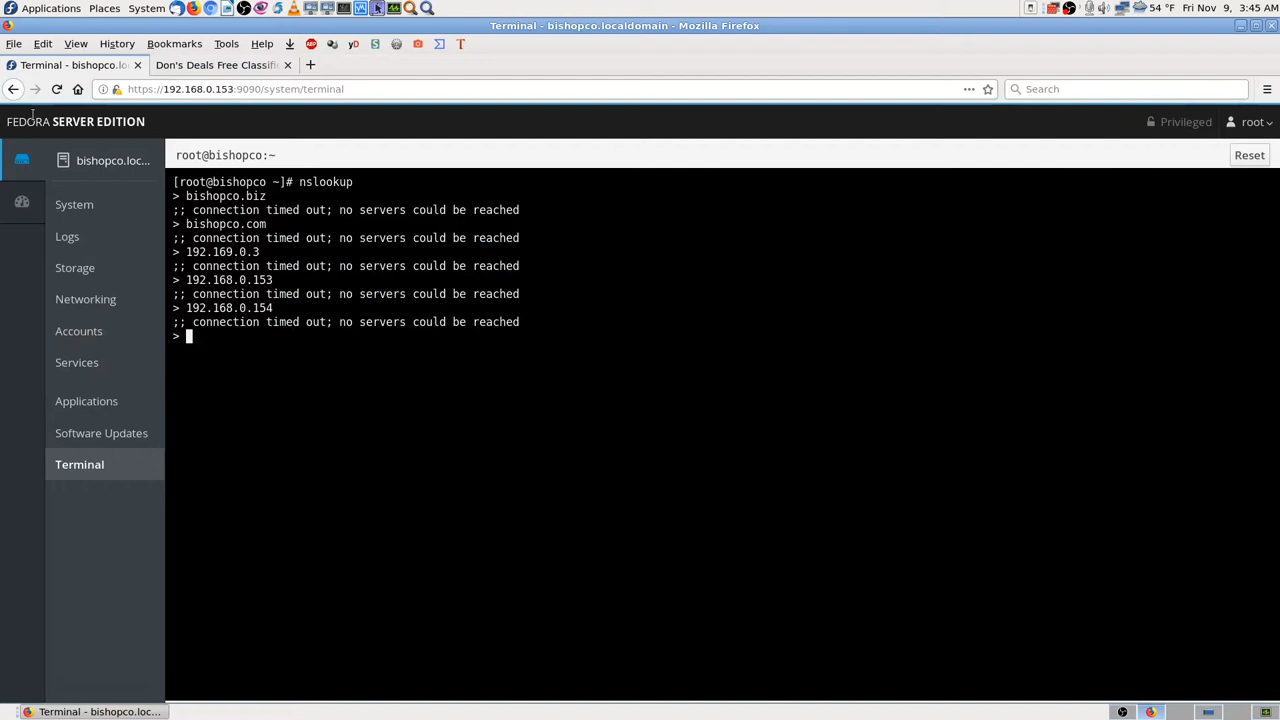 Applications Places System 54 °F Fri Nov 9, 3:45 AM
Terminal - bishopco.localdomain - Mozilla Firefox
File Edit View History Bookmarks Tools Help
Terminal - bishopco.lo Don's Deals Free Classifi
https://192.168.0.153:9090/system/terminal Search
FEDORA SERVER EDITION Privileged root
bishopco.loc...
root@bishopco:~ Reset
System
Logs
Storage
Networking
Accounts
Services
Applications
Software Updates
Terminal
[root@bishopco ~]# nslookup
> bishopco.biz
;; connection timed out; no servers could be reached
> bishopco.com
;; connection timed out; no servers could be reached
> 192.169.0.3
;; connection timed out; no servers could be reached
> 192.168.0.153
;; connection timed out; no servers could be reached
> 192.168.0.154
;; connection timed out; no servers could be reached
>
Terminal - bishopco.loc...